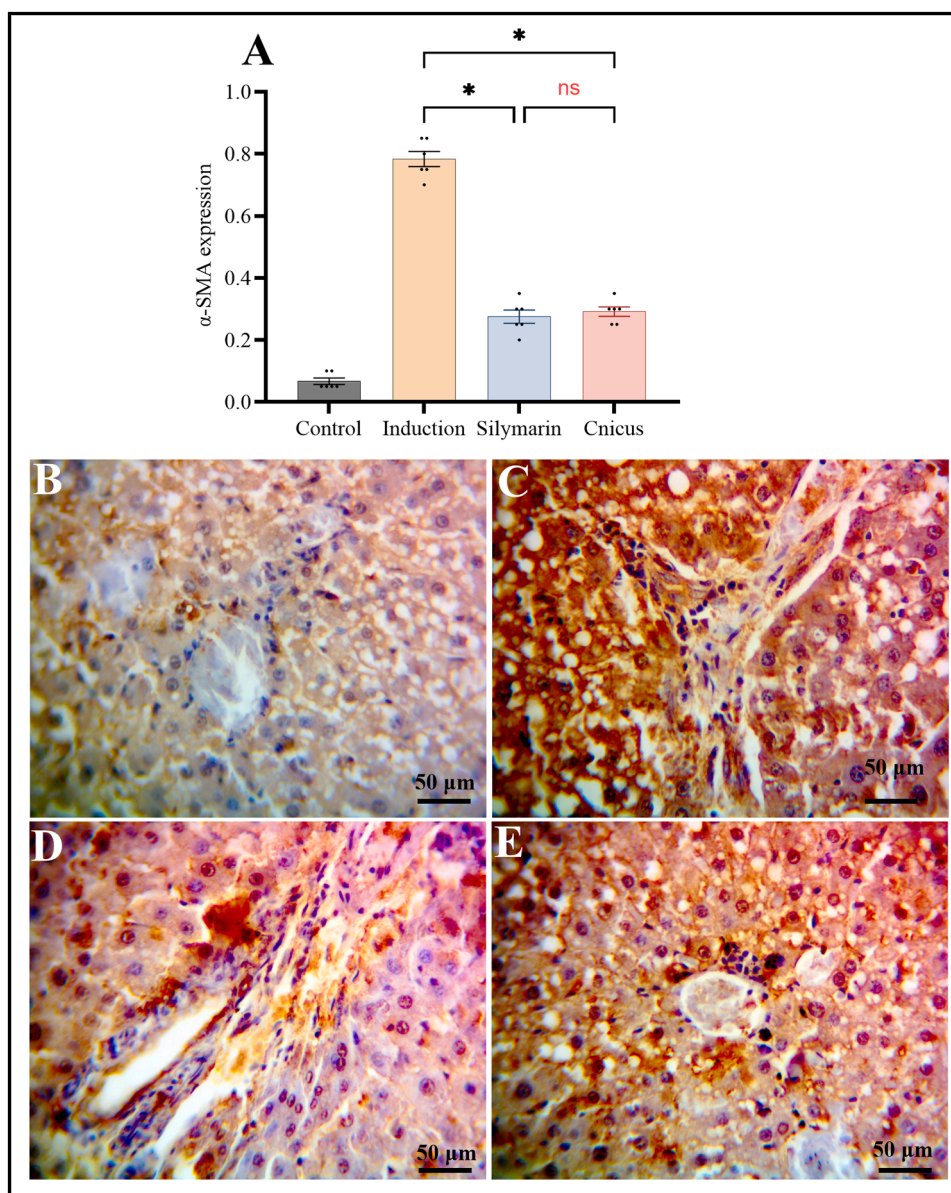 A
*
*
ns
1.0
0.8
0.6
0.4
0.2
0.0
α-SMA expression
Control Induction Silymarin Cnicus
B
C
50 µm
50 µm
D
E
50 µm
50 µm